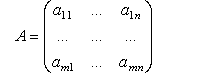 a₁₁ ... a₁ₙ
A = ... ... ...
aₘ₁ ... aₘₙ